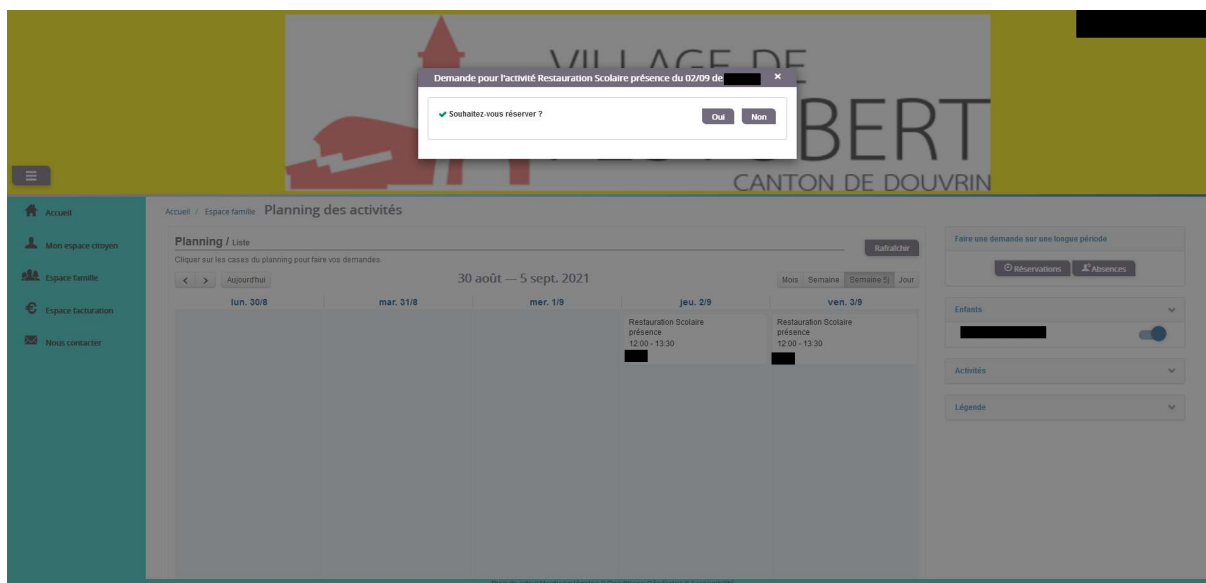 VILLAGE DE
BERT
CANTON DE DOUVRIN
Demande pour l'activité Restauration Scolaire présence du 02/09 de
×
Souhaitez-vous réserver ?
Oui
Non
Accueil
Mon espace citoyen
Espace famille
Espace facturation
Nous contacter
Accueil / Espace famille Planning des activités
Planning / Liste
Rafraîchir
Cliquer sur les cases du planning pour faire vos demandes.
< > Aujourd'hui
30 août — 5 sept. 2021
Mois Semaine Semaine 5j Jour
lun. 30/8 mar. 31/8 mer. 1/9 jeu. 2/9 ven. 3/9
Restauration Scolaire
présence
12:00 - 13:30
Restauration Scolaire
présence
12:00 - 13:30
Faire une demande sur une longue période
Réservations
Absences
Enfants
Activités
Légende